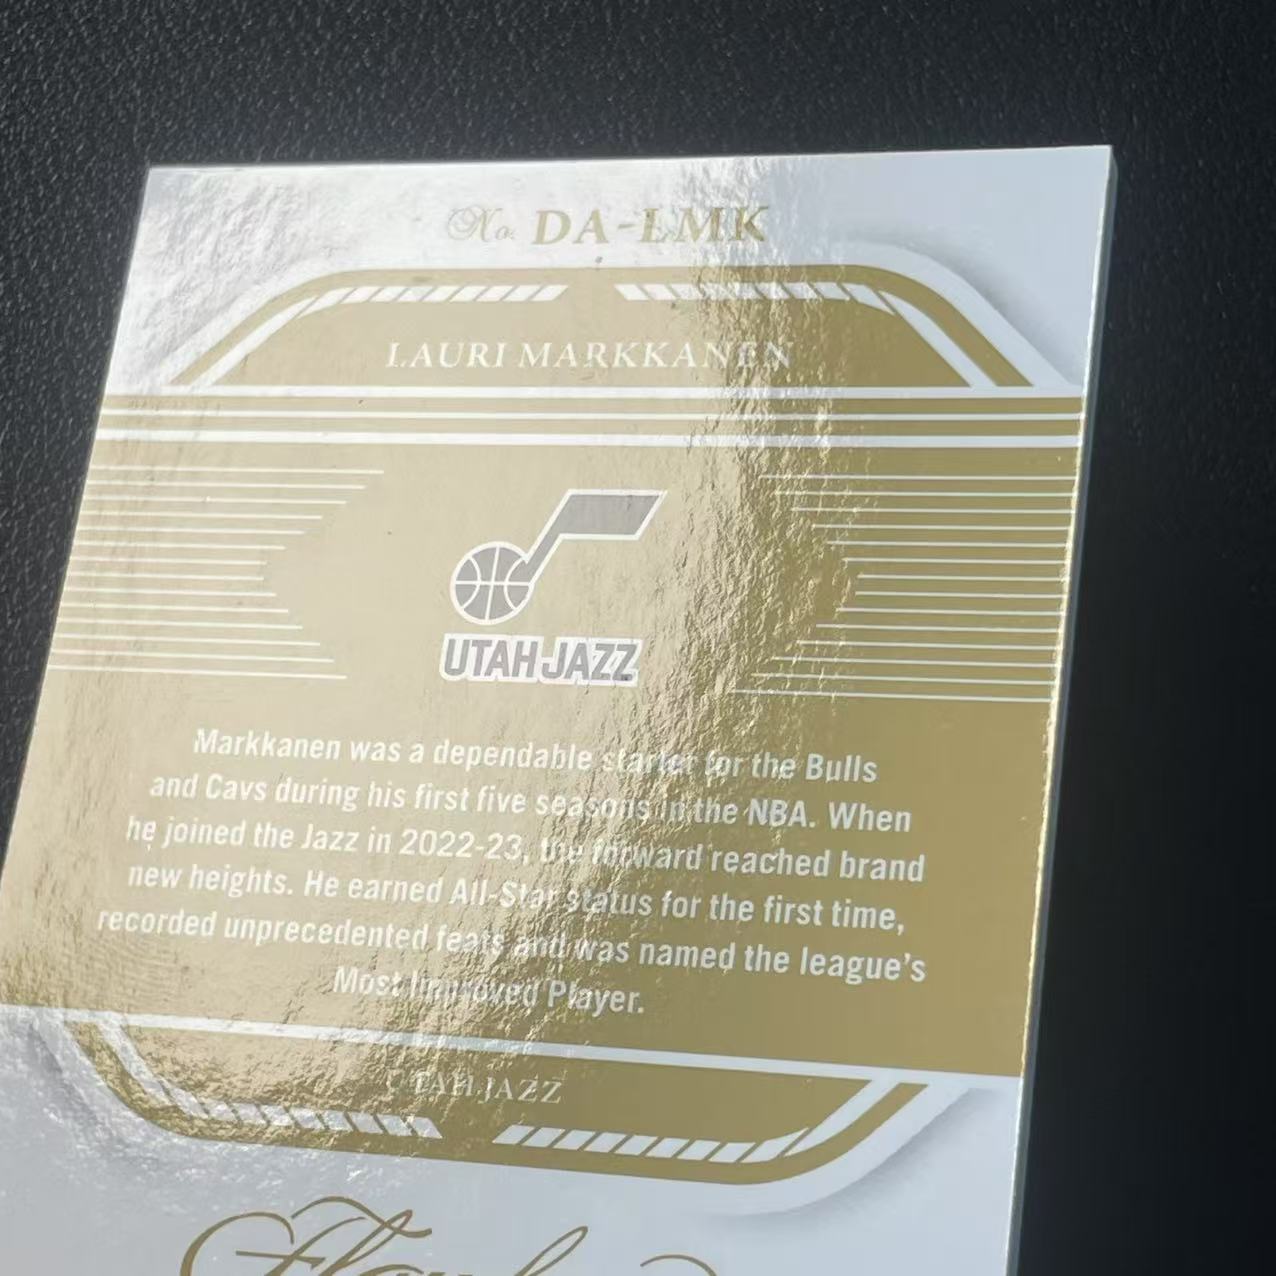 No. DA-LMK
LAURI MARKKANEN
UTAH JAZZ
Markkanen was a dependable starter for the Bulls
and Cavs during his first five seasons in the NBA. When
he joined the Jazz in 2022-23, the forward reached brand
new heights. He earned All-Star status for the first time,
recorded unprecedented feats and was named the league's
Most Improved Player.
UTAH JAZZ